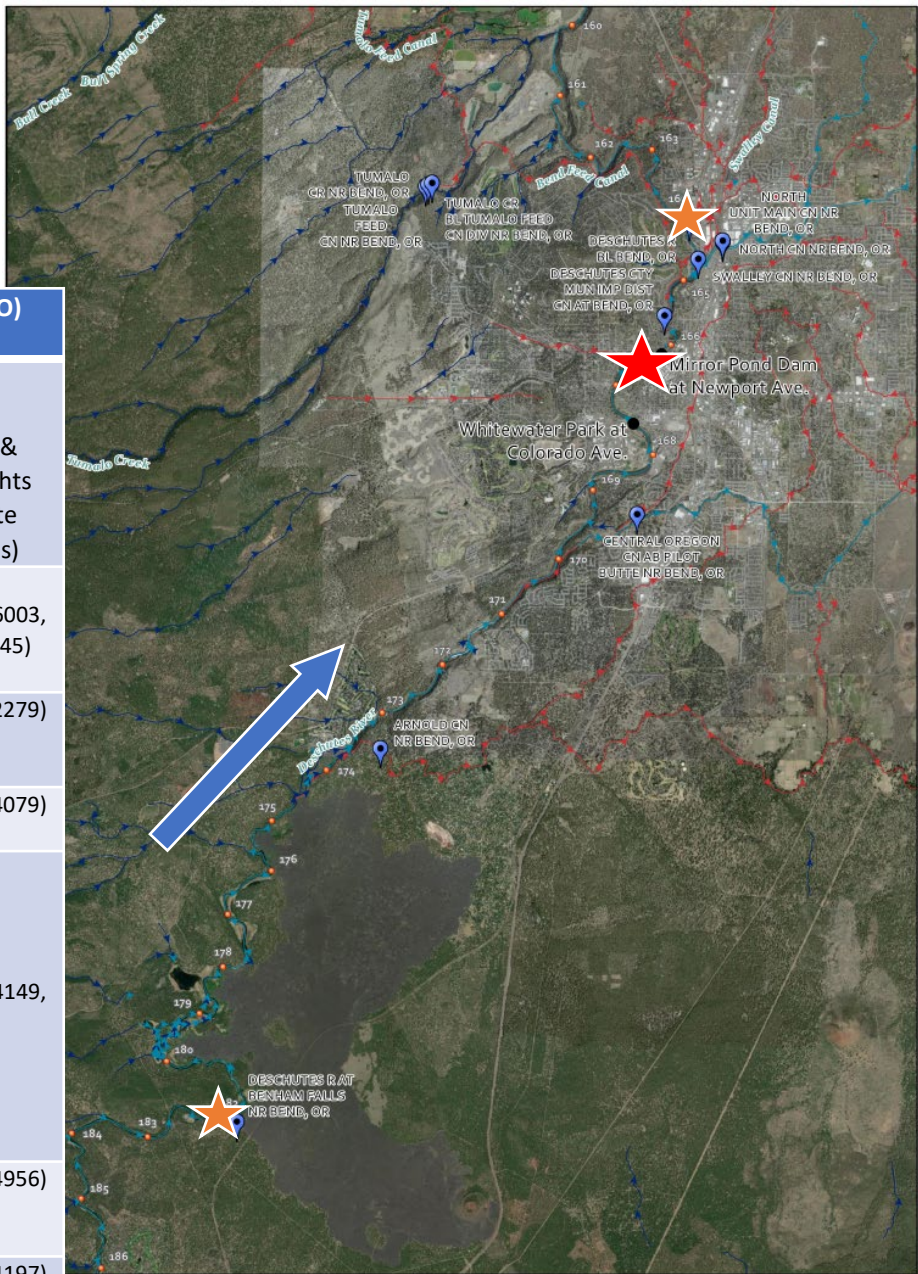 Bull Creek
Bull Spring Creek
Tumalo Feed Canal
160
161
162
163
Swalley Canal
Bend Feed
Canal
TUMALO
CR NR BEND, OR
TUMALO
FEED
CN NR BEND, OR
TUMALO CR
BL TUMALO FEED
CN DIV NR BEND, OR
NORTH
UNIT MAIN CN NR
BEND, OR
NORTH CN NR BEND, OR
SWALLEY CN NR BEND, OR
DESCHUTES
BL BEND, OR
DESCHUTES CTY
MUN IMP DIST
CN AT BEND, OR
165
166
Mirror Pond Dam
at Newport Ave.
Whitewater Park at
Colorado Ave.
168
169
Tumalo Creek
CENTRAL OREGON
CN AB PILOT
BUTTE NR BEND, OR
170
171
172
173
Deschutes River
ARNOLD CN
NR BEND, OR
174
175
176
177
178
179
180
DESCHUTES R AT
BENHAM FALLS
NR BEND, OR
183
184
185
186
O)
&
hts
te
s)
6003,
45)
2279)
4079)
4149,
4956)
4197)